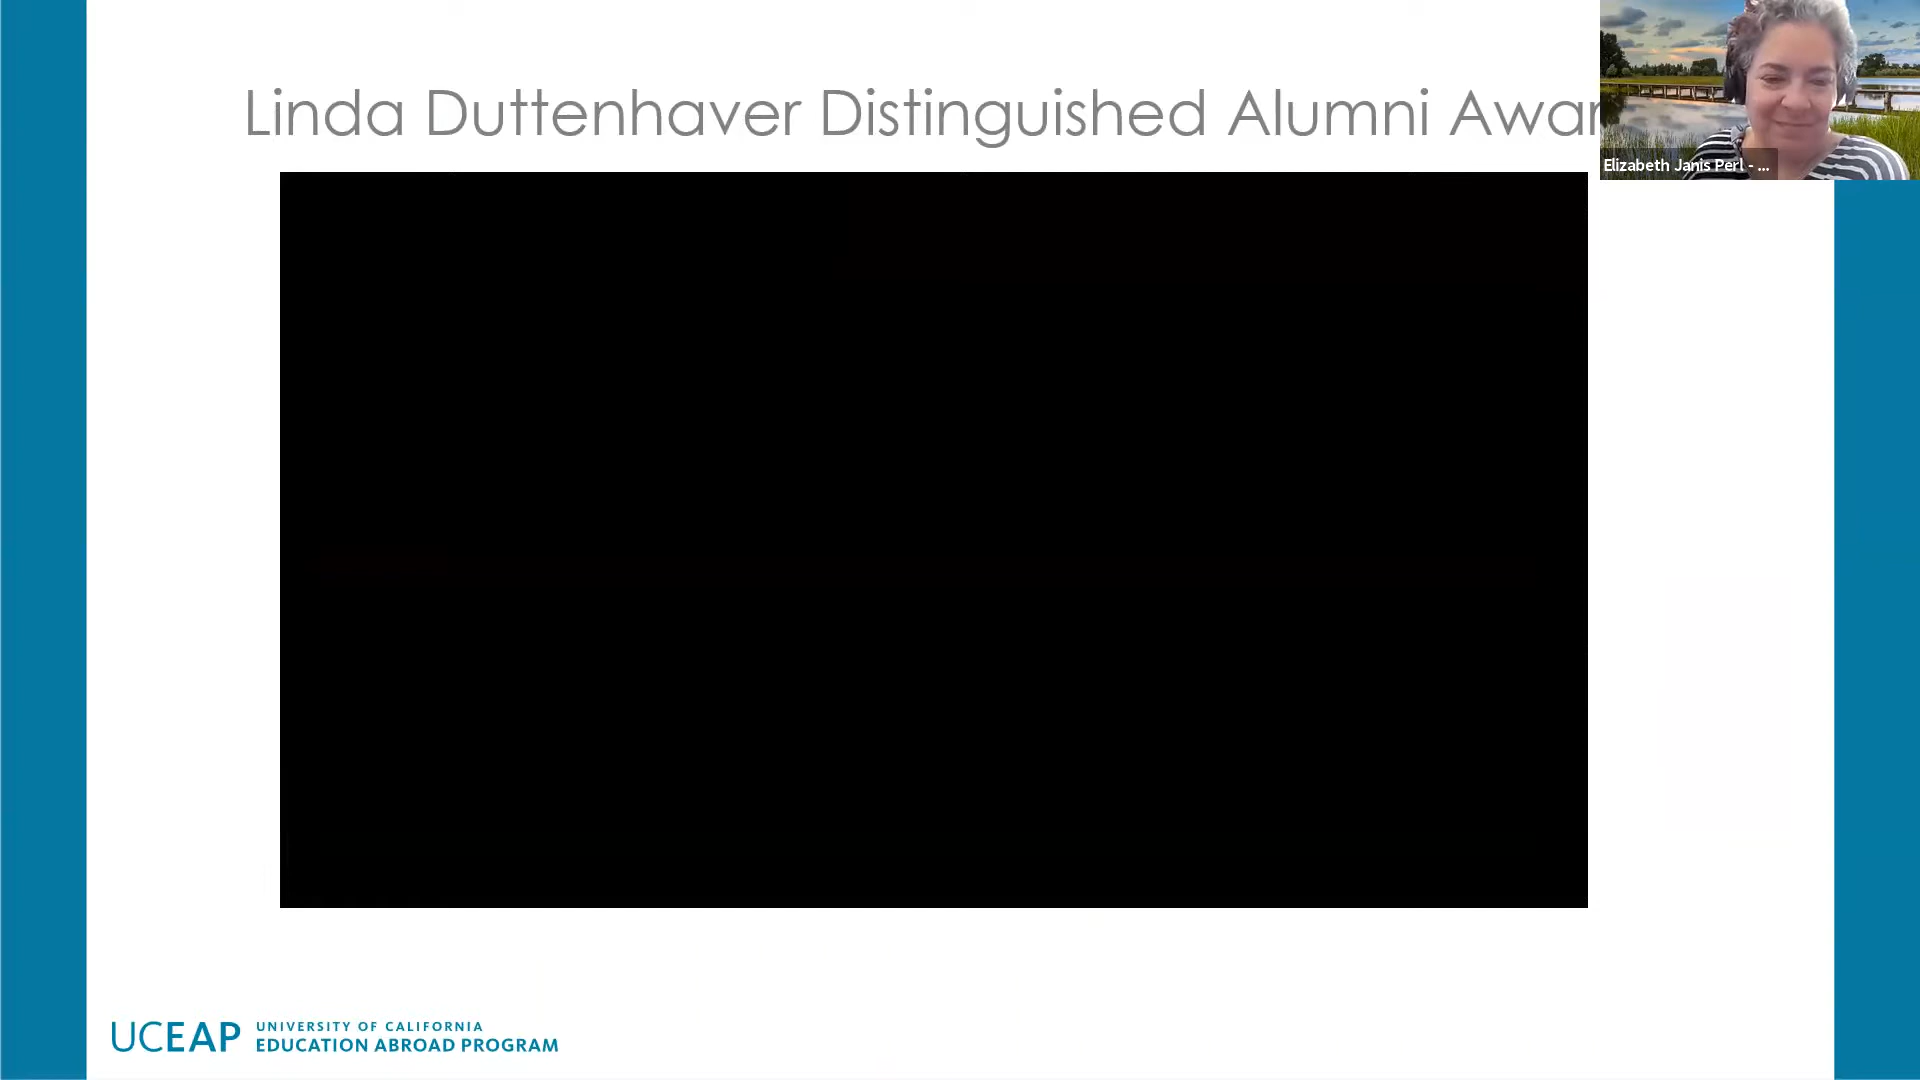 Linda Duttenhaver Distinguished Alumni Awar
Elizabeth Janis Perl - ...
UCEAP UNIVERSITY OF CALIFORNIA
EDUCATION ABROAD PROGRAM